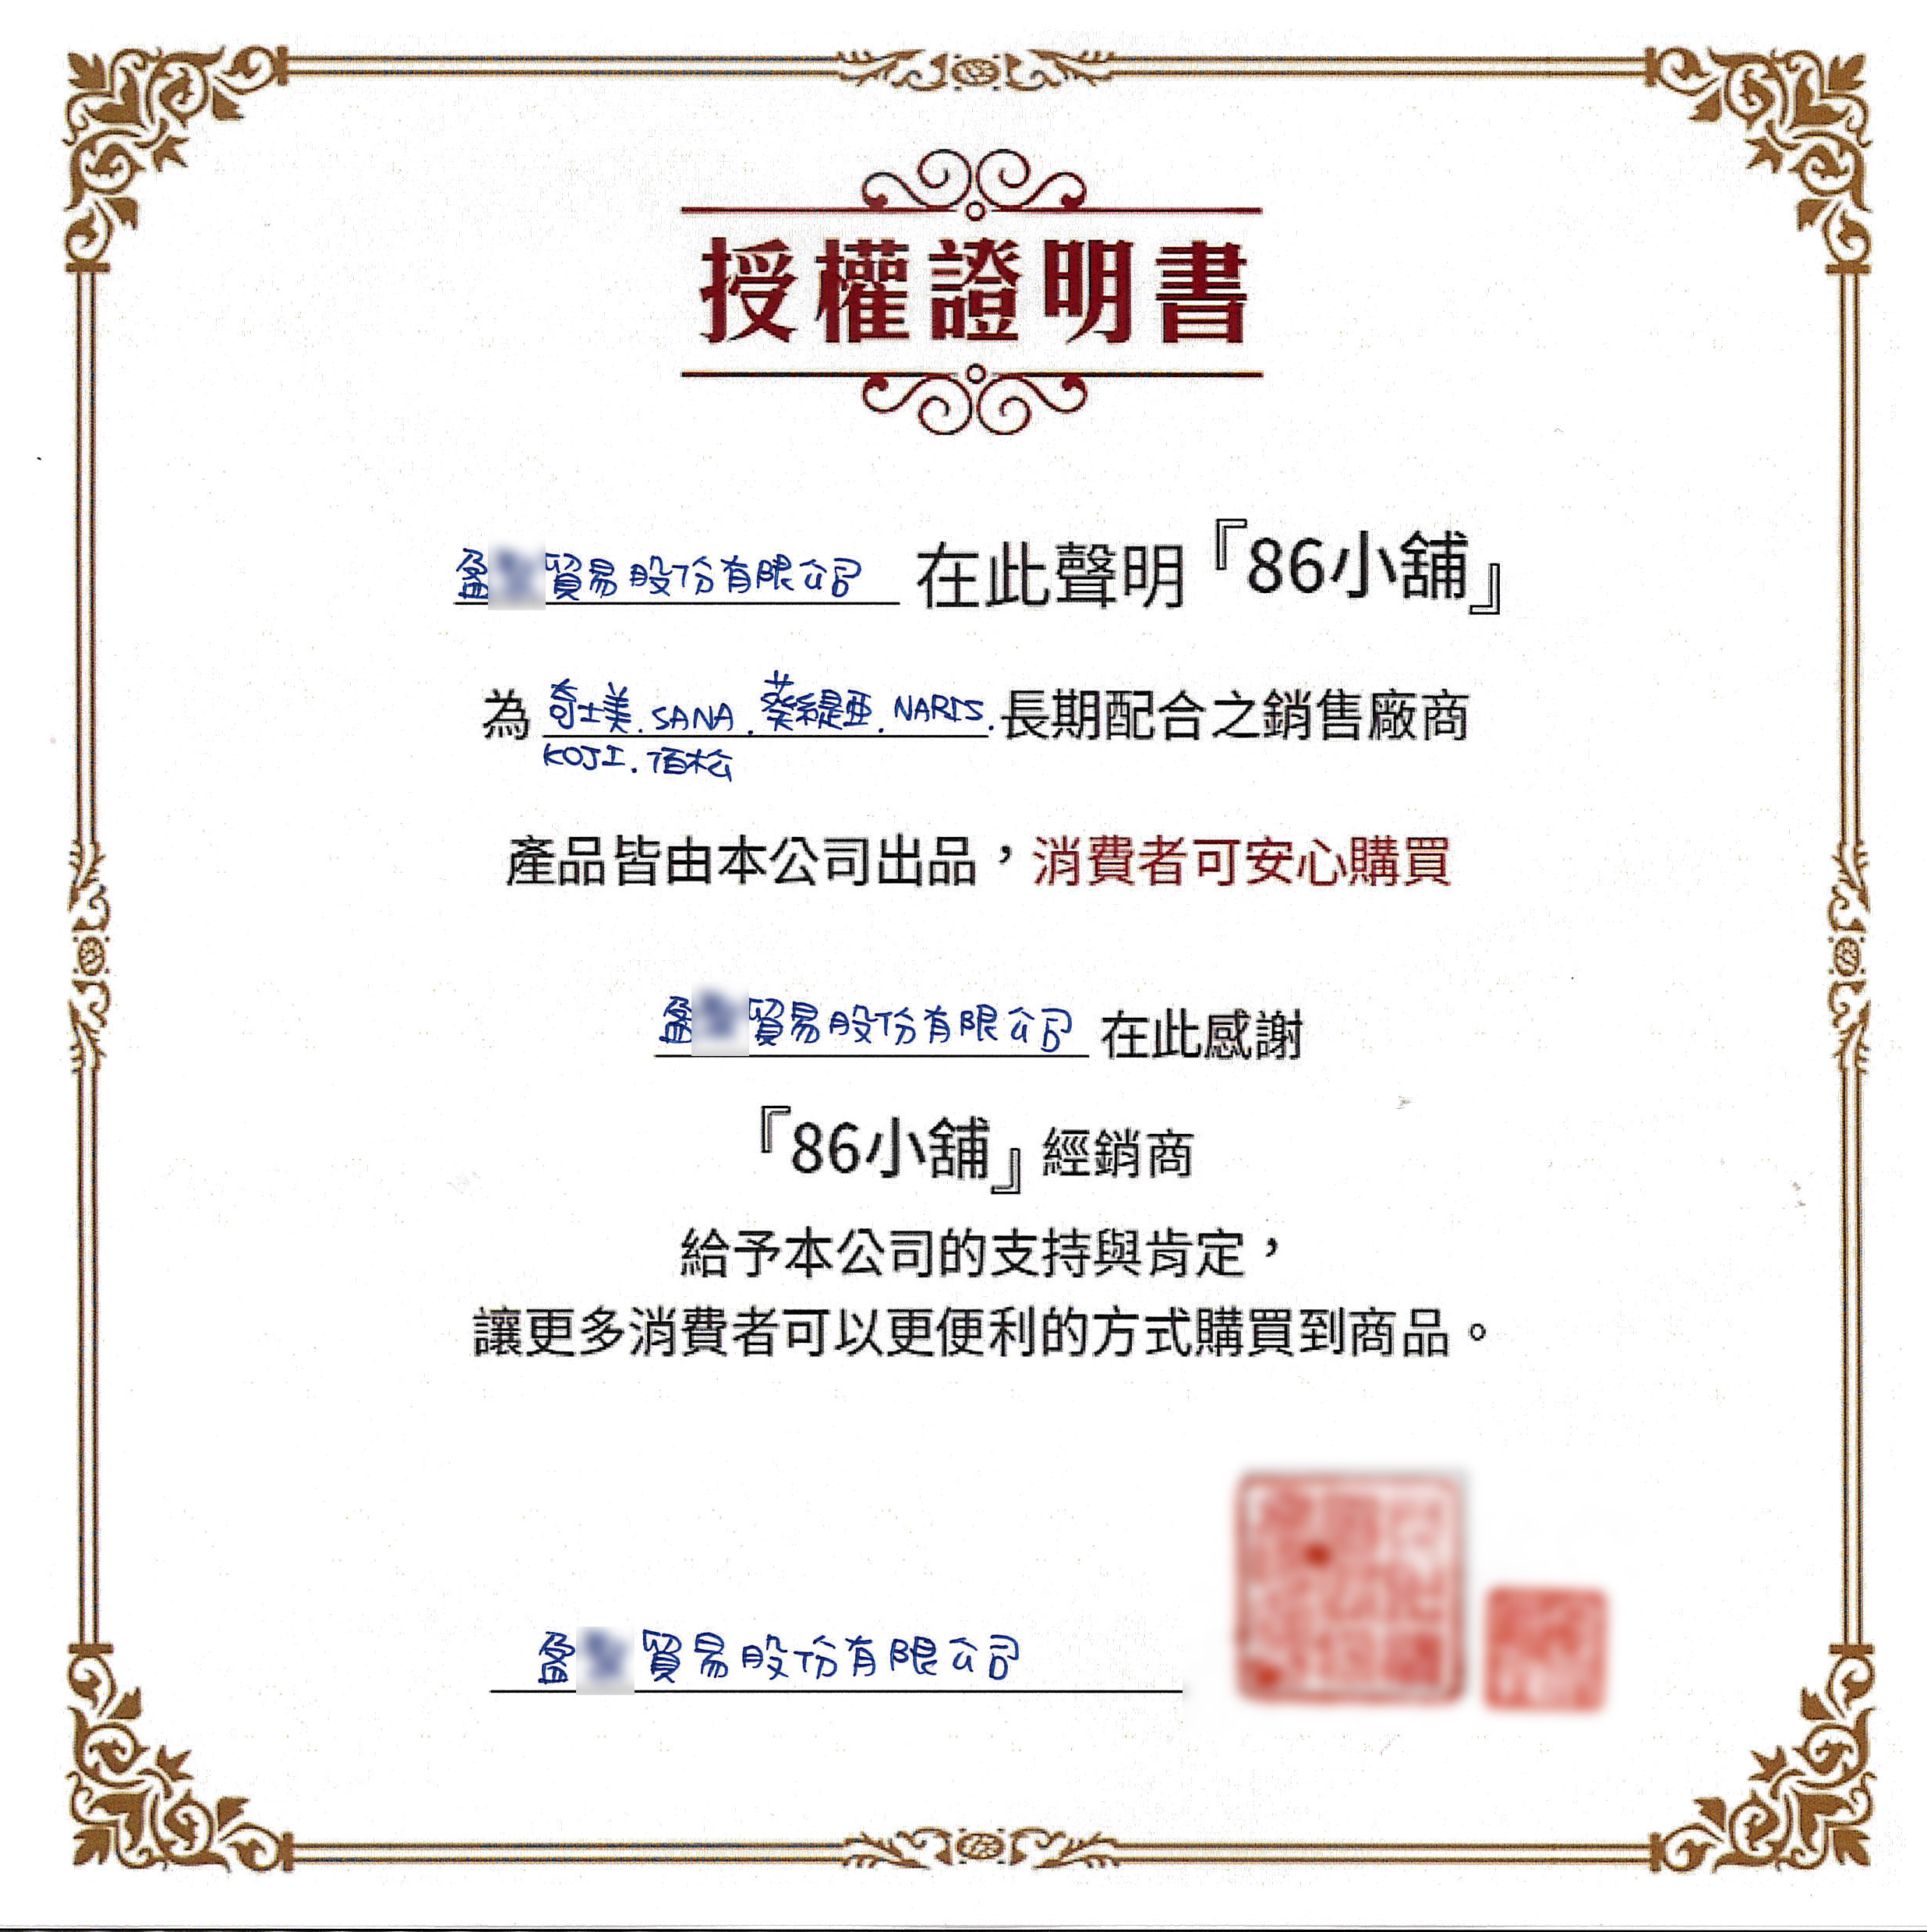 授權證明書
盈貿易股份有限公司 在此聲明『86小舖』
為 奇士美.SANA.葵緹亞.NARIS.長期配合之銷售廠商
KOJI.佰松
產品皆由本公司出品，消費者可安心購買
盈貿易股份有限公司 在此感謝
『86小舖』經銷商
給予本公司的支持與肯定，
讓更多消費者可以更便利的方式購買到商品。
盈貿易股份有限公司